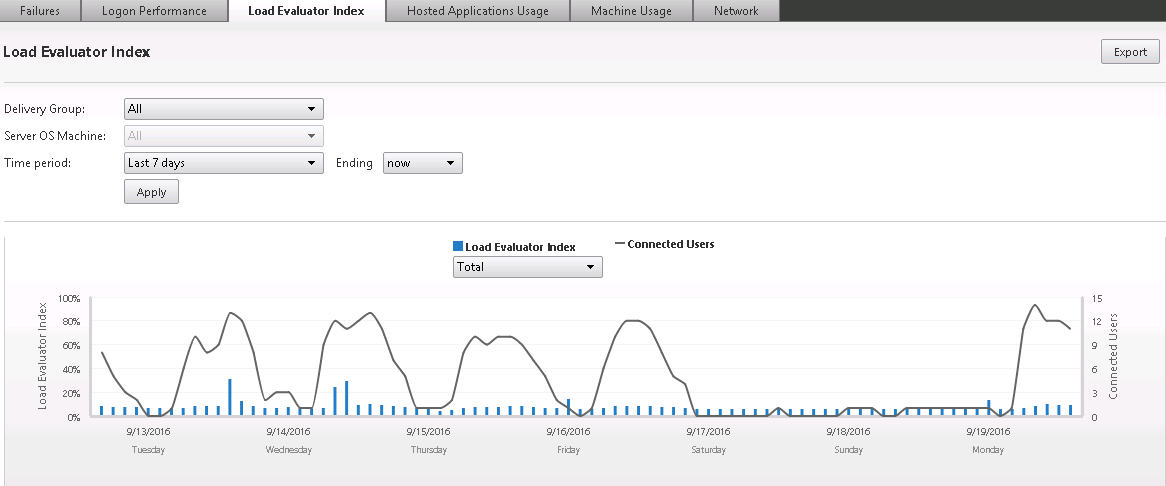 Failures Logon Performance Load Evaluator Index Hosted Applications Usage Machine Usage Network
Load Evaluator Index Export
Delivery Group: All
Server OS Machine: All
Time period: Last 7 days Ending now
Apply
Load Evaluator Index Connected Users
Total
100% 15
80% 12
60% 9
40% 6
20% 3
0% 0
Load Evaluator Index
Connected Users
9/13/2016 9/14/2016 9/15/2016 9/16/2016 9/17/2016 9/18/2016 9/19/2016
Tuesday Wednesday Thursday Friday Saturday Sunday Monday